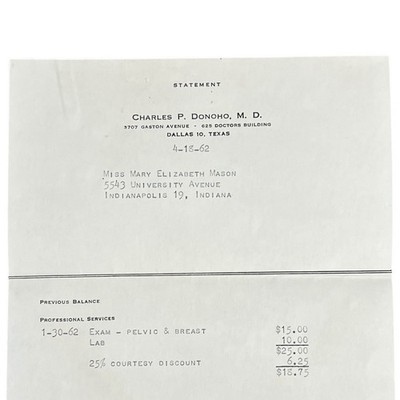 STATEMENT
CHARLES P. DONOHO, M. D.
3707 GASTON AVENUE - 625 DOCTORS BUILDING
DALLAS 10, TEXAS
4-18-62
MISS MARY ELIZABETH MASON
5543 UNIVERSITY AVENUE
INDIANAPOLIS 19, INDIANA
PREVIOUS BALANCE
PROFESSIONAL SERVICES
1-30-62 EXAM - PELVIC & BREAST $15.00
LAB 10.00
$25.00
25% COURTESY DISCOUNT 6.25
$18.75